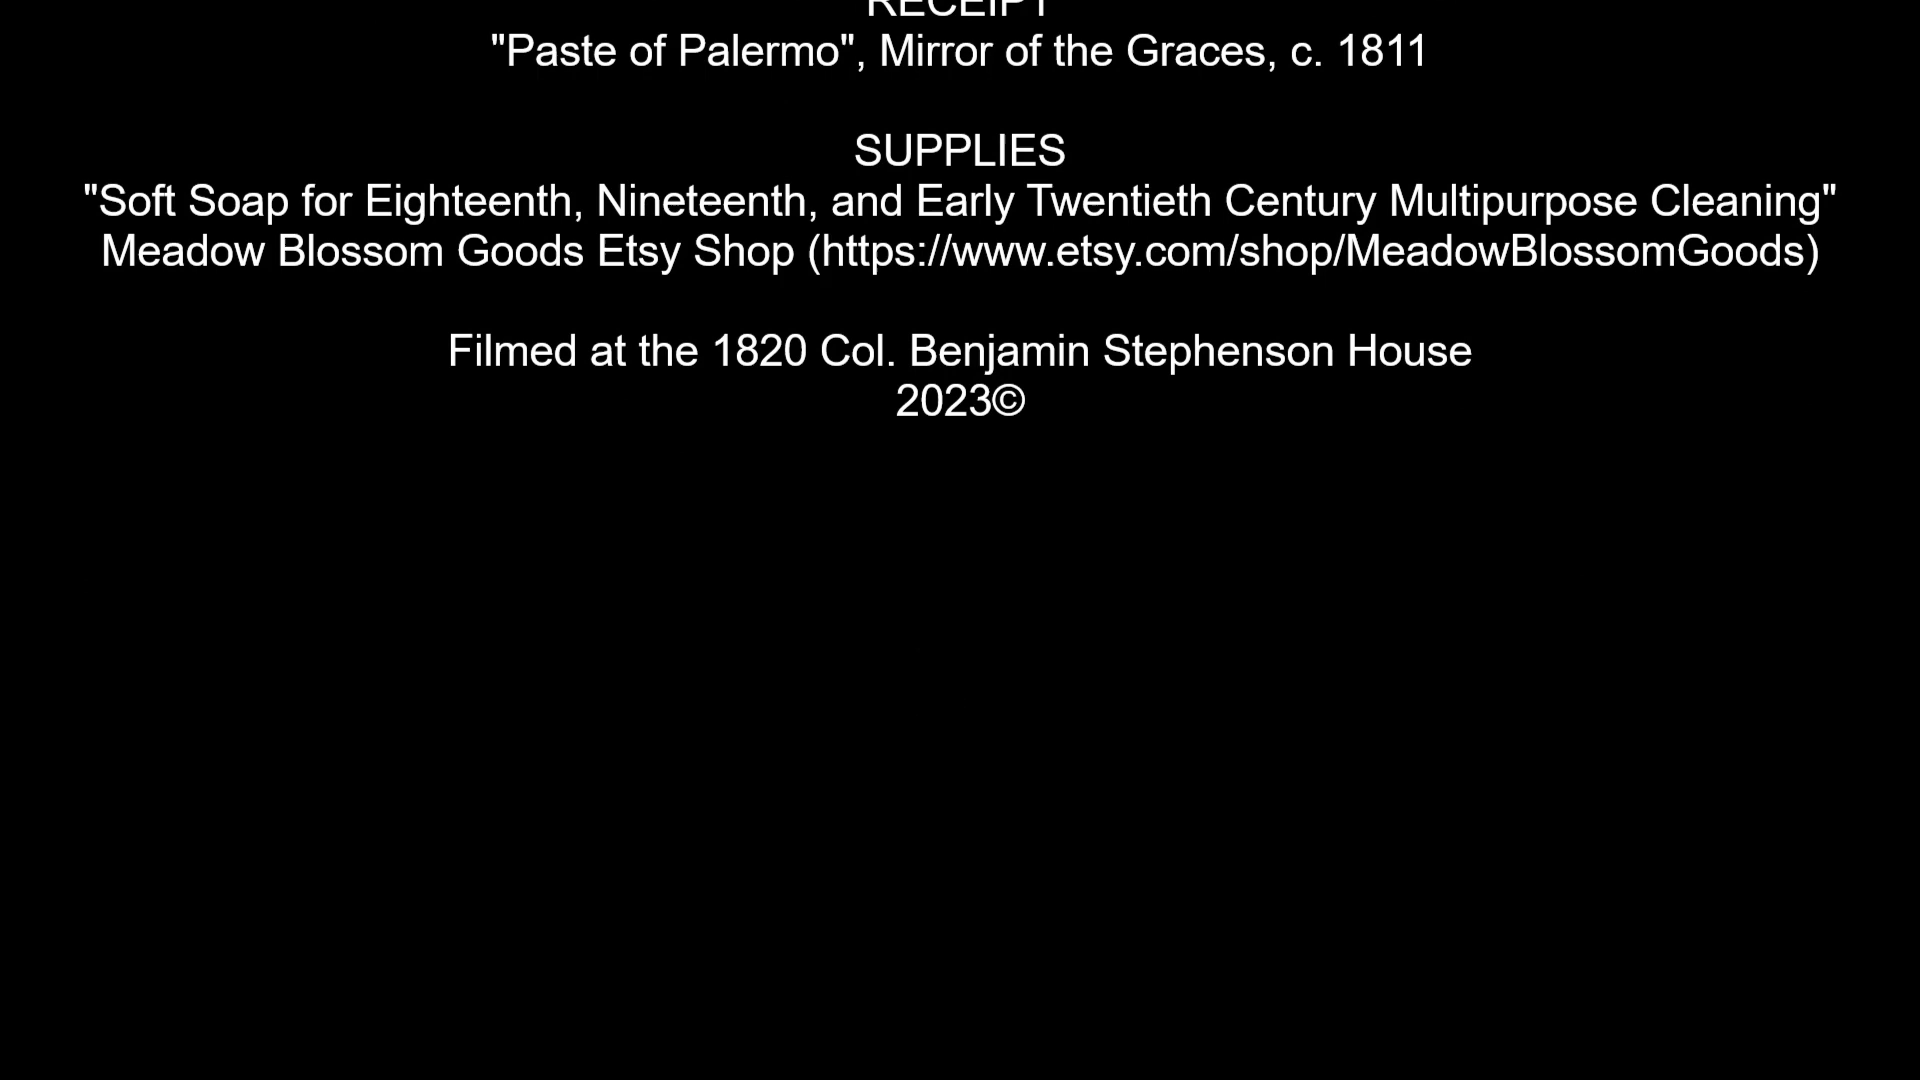 RECEIPT
"Paste of Palermo", Mirror of the Graces, c. 1811
SUPPLIES
"Soft Soap for Eighteenth, Nineteenth, and Early Twentieth Century Multipurpose Cleaning"
Meadow Blossom Goods Etsy Shop (https://www.etsy.com/shop/MeadowBlossomGoods)
Filmed at the 1820 Col. Benjamin Stephenson House
2023©